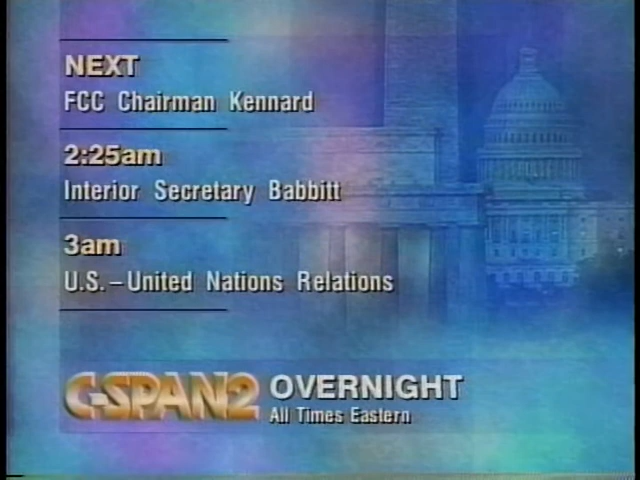 NEXT
FCC Chairman Kennard
2:25am
Interior Secretary Babbitt
3am
U.S.–United Nations Relations
C-SPAN2 OVERNIGHT
All Times Eastern